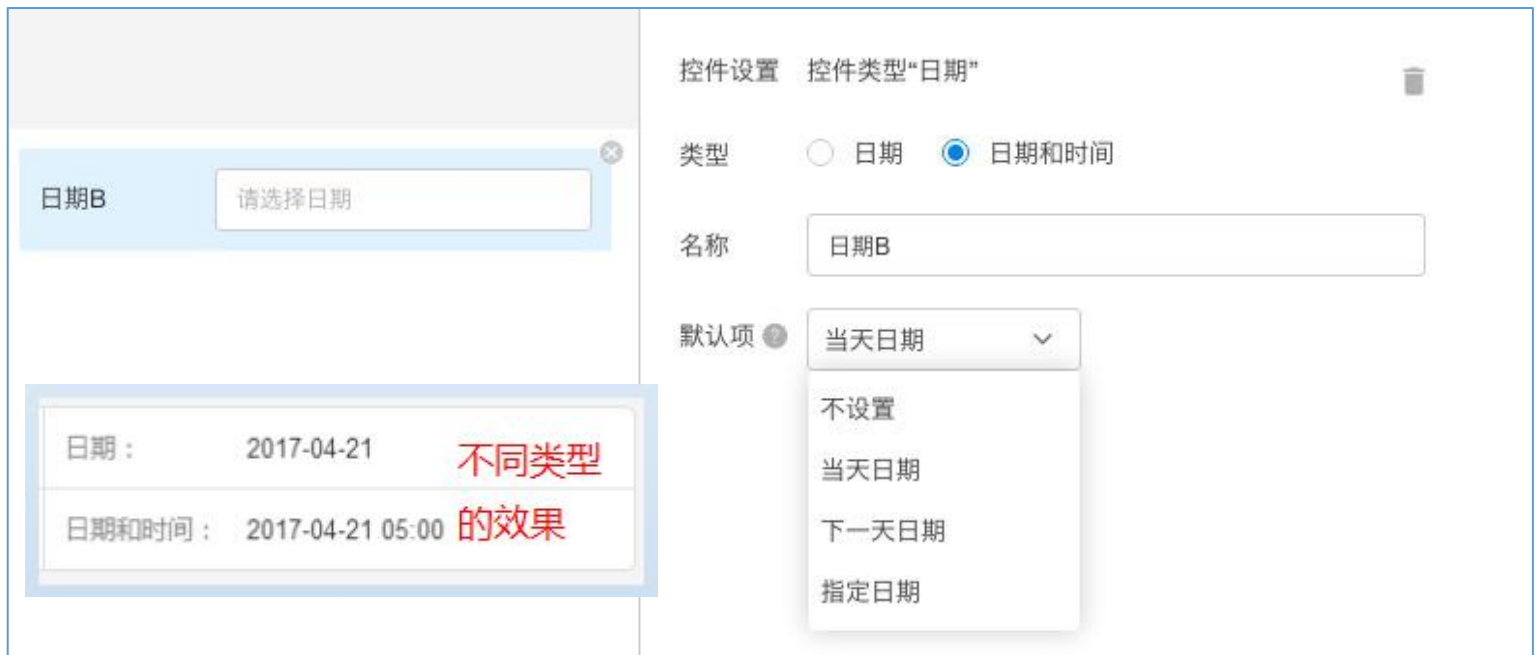 控件设置 控件类型“日期”
类型 日期 日期和时间
日期B 请选择日期
名称 日期B
默认项 ? 当天日期
不设置
当天日期
下一天日期
指定日期
日期： 2017-04-21
日期和时间： 2017-04-21 05:00
不同类型
的效果